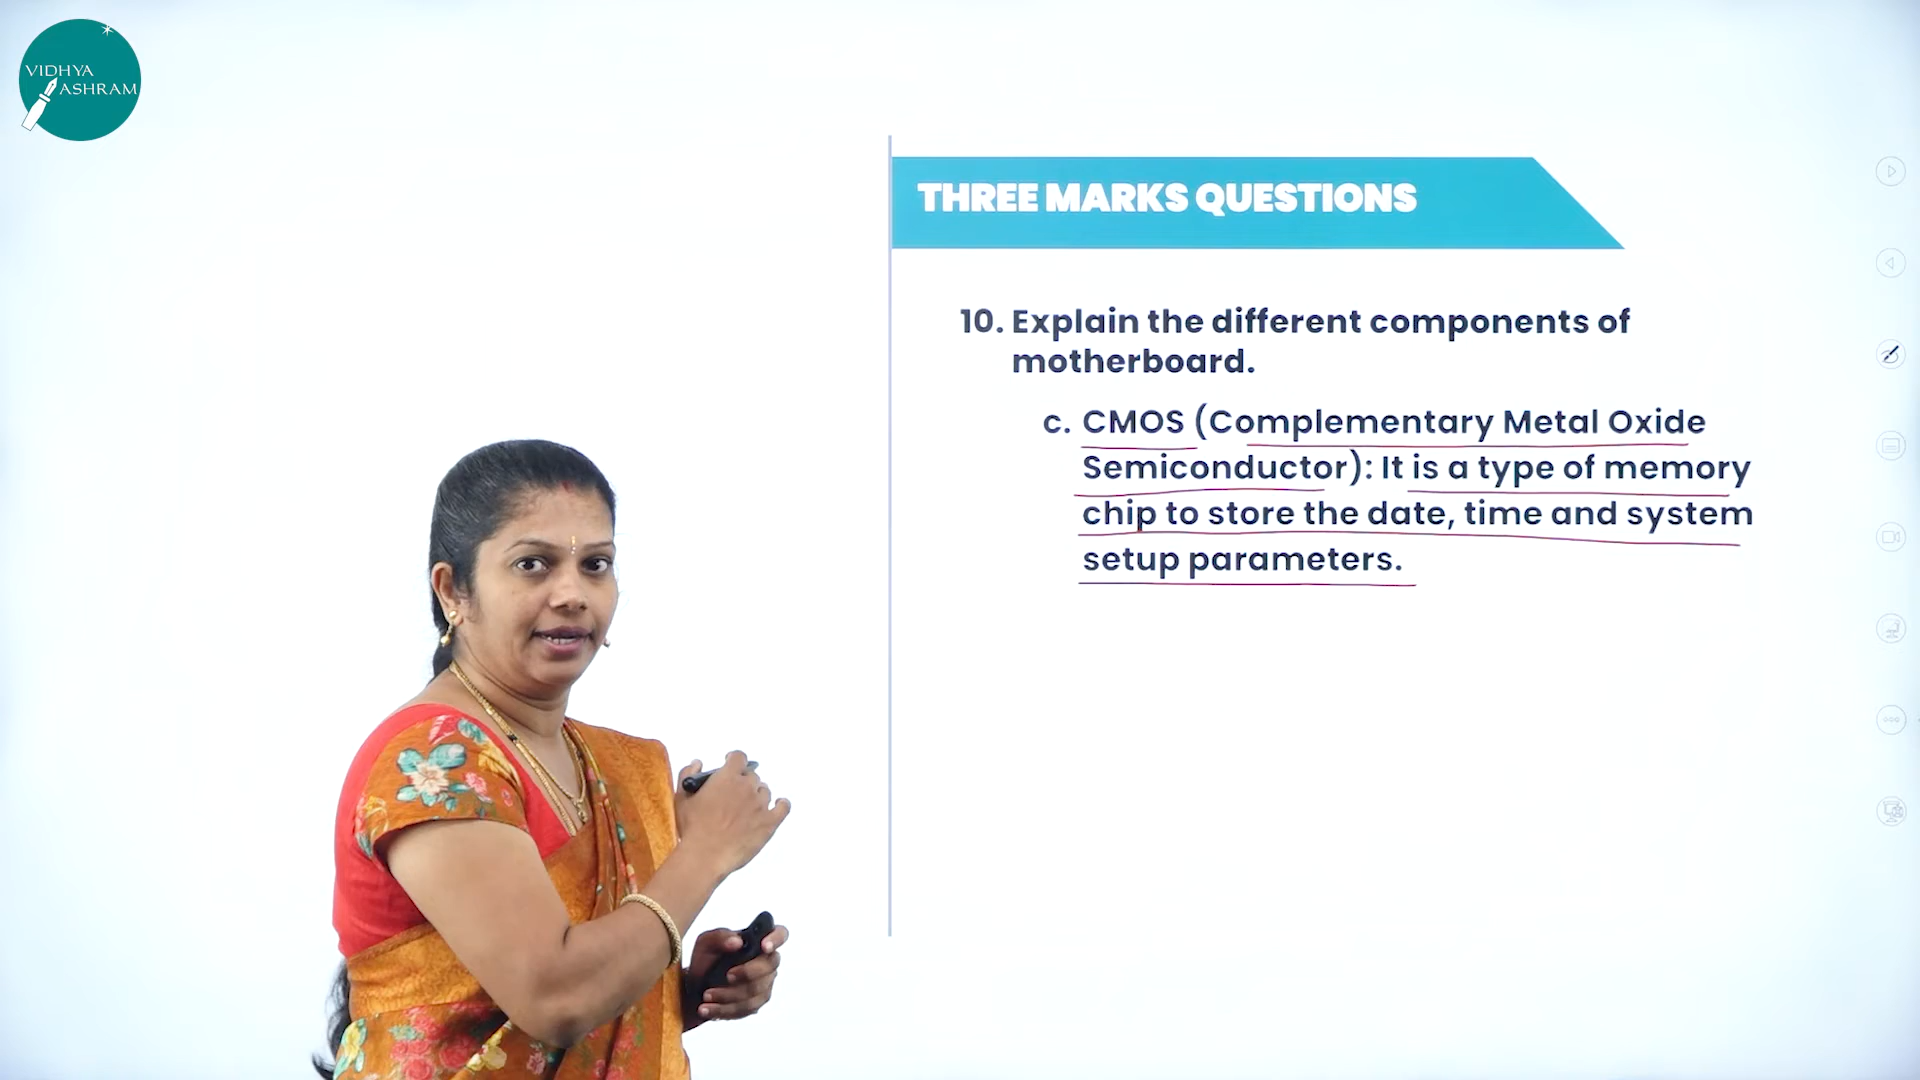 VIDHYA
ASHRAM
THREE MARKS QUESTIONS
10. Explain the different components of
motherboard.
c. CMOS (Complementary Metal Oxide
Semiconductor): It is a type of memory
chip to store the date, time and system
setup parameters.